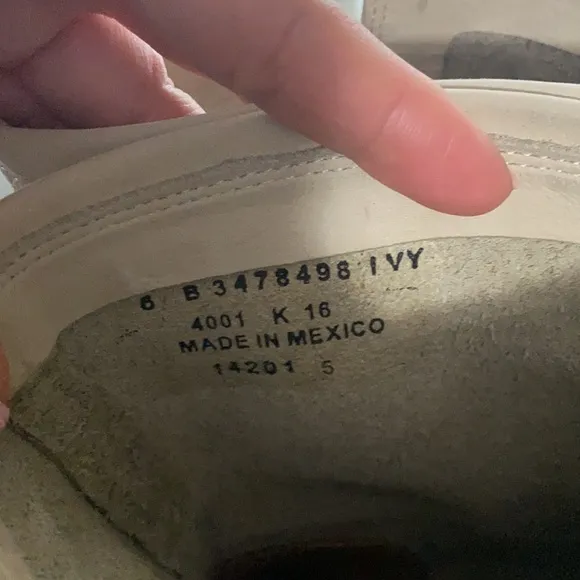 6 B 3478498 IVY
4001 K 16
MADE IN MEXICO
14201 5